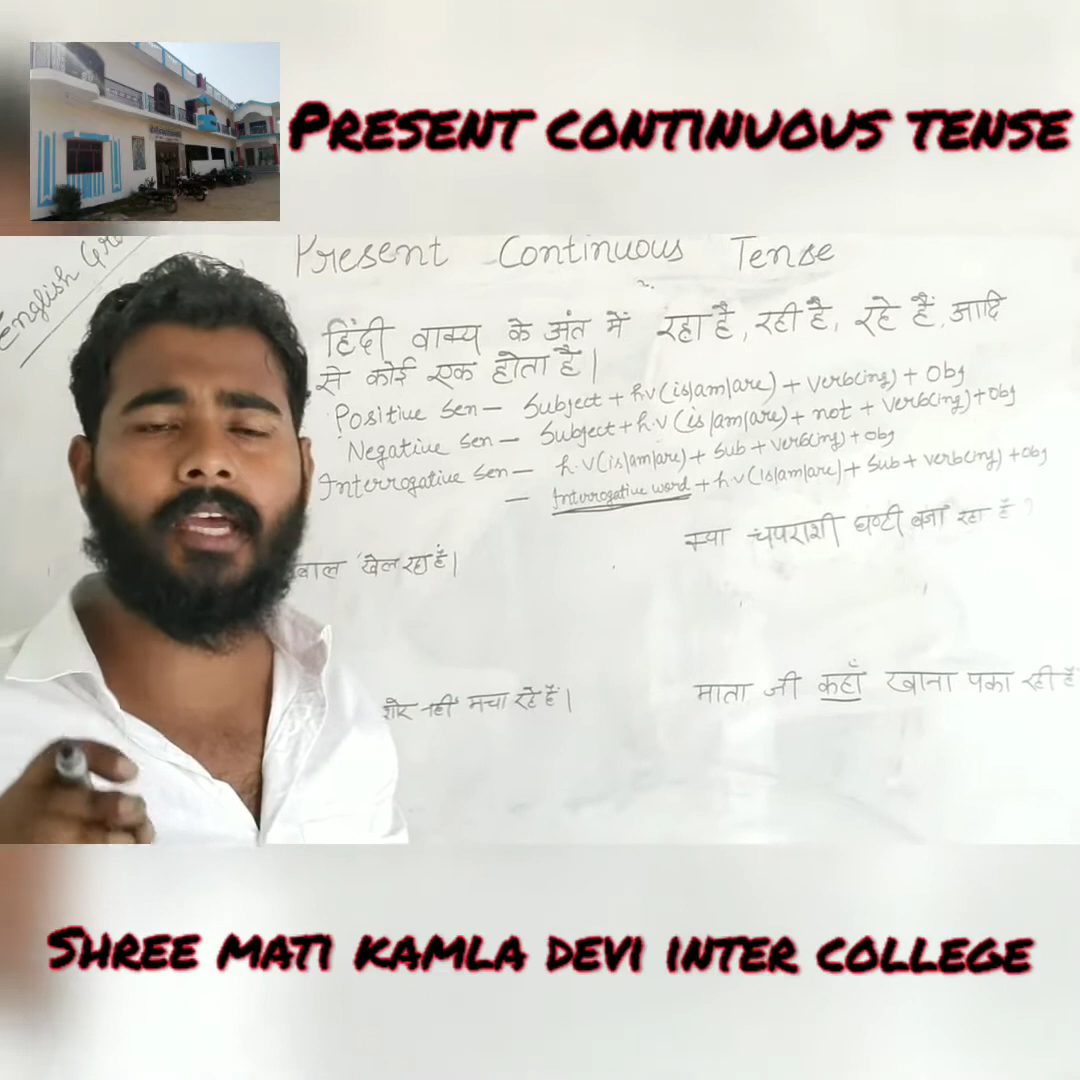 PRESENT CONTINUOUS TENSE
English
Present Continuous Tense
हिंदी वाक्य के अंत में रहा है, रही है, रहे हैं, आदि
से कोई एक होता है।
Positive Sen - Subject + h.v (is/am/are) + verb(ing) + Obj
Negative Sen - Subject + h.v (is/am/are) + not + verb(ing) + Obj
Interrogative Sen - h.v (is/am/are) + Sub + verb(ing) + Obj
- Interrogative word + h.v (is/am/are) + Sub + verb(ing) + Obj
क्या चपराशी घण्टी बजा रहा है ?
खेल रहा है।
शोर नहीं मचा रहे हैं।
माता जी कहाँ खाना पका रही हैं
SHREE MATI KAMLA DEVI INTER COLLEGE